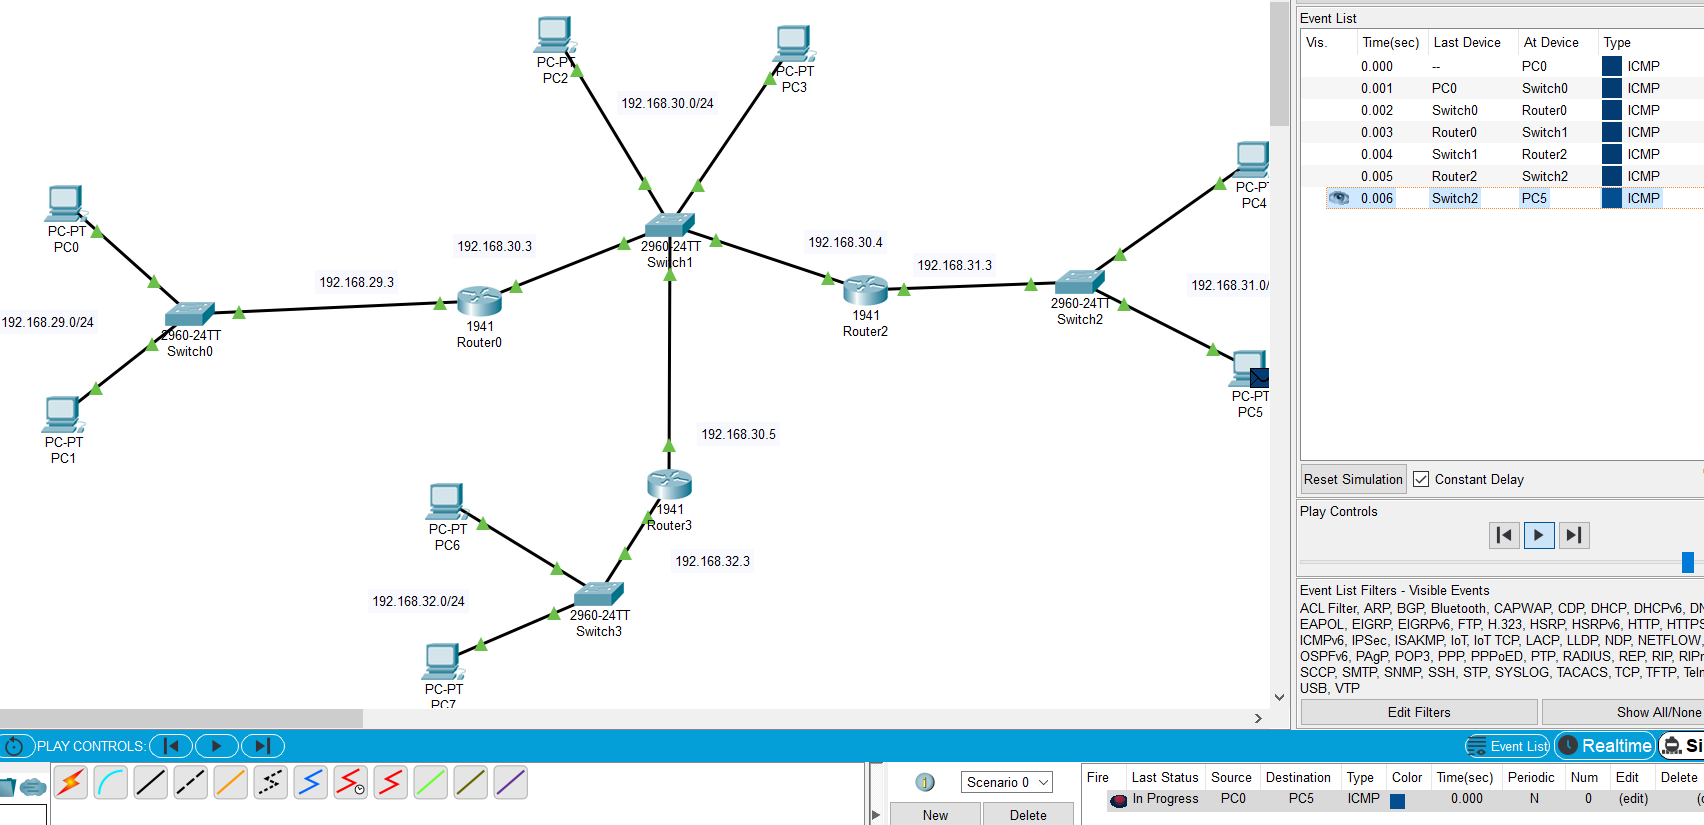 PC-PT
PC2
PC-PT
PC3
192.168.30.0/24
PC-PT
PC0
PC-PT
PC4
2960-24TT
Switch1
192.168.30.3
192.168.30.4
192.168.31.3
192.168.29.3
192.168.31.0/
192.168.29.0/24
2960-24TT
Switch0
1941
Router0
1941
Router2
2960-24TT
Switch2
PC-PT
PC1
PC-PT
PC5
192.168.30.5
1941
Router3
PC-PT
PC6
192.168.32.3
192.168.32.0/24
2960-24TT
Switch3
PC-PT
PC7
Event List
Vis. Time(sec) Last Device At Device Type
0.000 -- PC0 ICMP
0.001 PC0 Switch0 ICMP
0.002 Switch0 Router0 ICMP
0.003 Router0 Switch1 ICMP
0.004 Switch1 Router2 ICMP
0.005 Router2 Switch2 ICMP
0.006 Switch2 PC5 ICMP
Reset Simulation Constant Delay
Play Controls
Event List Filters - Visible Events
ACL Filter, ARP, BGP, Bluetooth, CAPWAP, CDP, DHCP, DHCPv6, DN
EAPOL, EIGRP, EIGRPv6, FTP, H.323, HSRP, HSRPv6, HTTP, HTTPS
ICMPv6, IPSec, ISAKMP, IoT, IoT TCP, LACP, LLDP, NDP, NETFLOW,
OSPFv6, PAgP, POP3, PPP, PPPoED, PTP, RADIUS, REP, RIP, RIPn
SCCP, SMTP, SNMP, SSH, STP, SYSLOG, TACACS, TCP, TFTP, Teln
USB, VTP
Edit Filters Show All/None
PLAY CONTROLS: Event List Realtime Si
1 Scenario 0
New Delete
Fire Last Status Source Destination Type Color Time(sec) Periodic Num Edit Delete
In Progress PC0 PC5 ICMP 0.000 N 0 (edit)